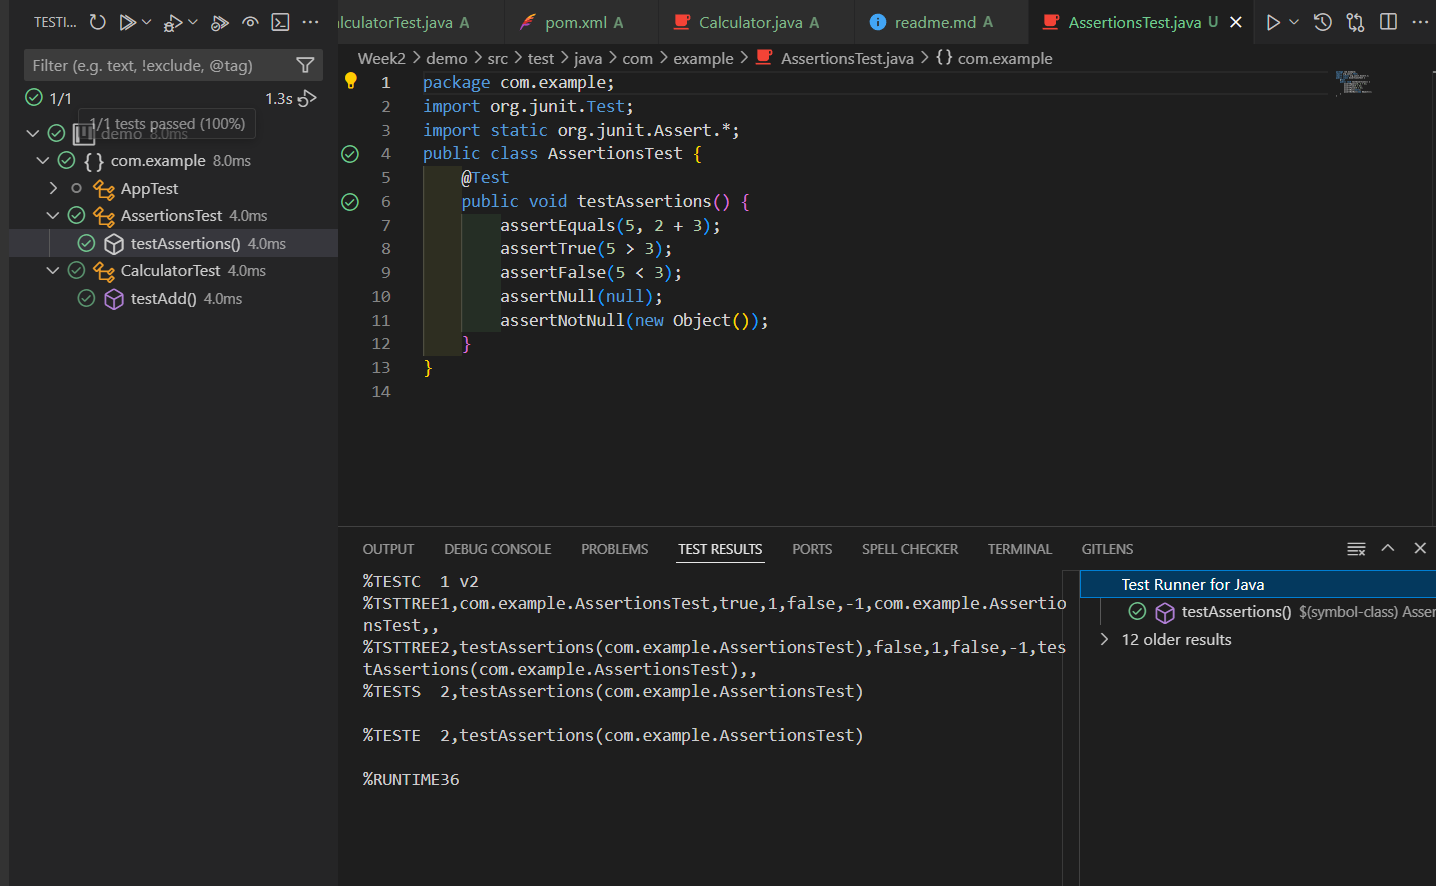 TESTI...
lculatorTest.java A
pom.xml A
Calculator.java A
readme.md A
AssertionsTest.java U
Filter (e.g. text, !exclude, @tag)
1/1
1.3s
1/1 tests passed (100%)
demo 8.0ms
com.example 8.0ms
AppTest
AssertionsTest 4.0ms
testAssertions() 4.0ms
CalculatorTest 4.0ms
testAdd() 4.0ms
Week2 > demo > src > test > java > com > example > AssertionsTest.java > {} com.example
1 package com.example;
2 import org.junit.Test;
3 import static org.junit.Assert.*;
4 public class AssertionsTest {
5 @Test
6 public void testAssertions() {
7 assertEquals(5, 2 + 3);
8 assertTrue(5 > 3);
9 assertFalse(5 < 3);
10 assertNull(null);
11 assertNotNull(new Object());
12 }
13 }
14
OUTPUT DEBUG CONSOLE PROBLEMS TEST RESULTS PORTS SPELL CHECKER TERMINAL GITLENS
%TESTC  1 v2
%TSTTREE1,com.example.AssertionsTest,true,1,false,-1,com.example.Assertio
nsTest,,
%TSTTREE2,testAssertions(com.example.AssertionsTest),false,1,false,-1,tes
tAssertions(com.example.AssertionsTest),,
%TESTS  2,testAssertions(com.example.AssertionsTest)
%TESTE  2,testAssertions(com.example.AssertionsTest)
%RUNTIME36
Test Runner for Java
testAssertions() $(symbol-class) Asser
12 older results